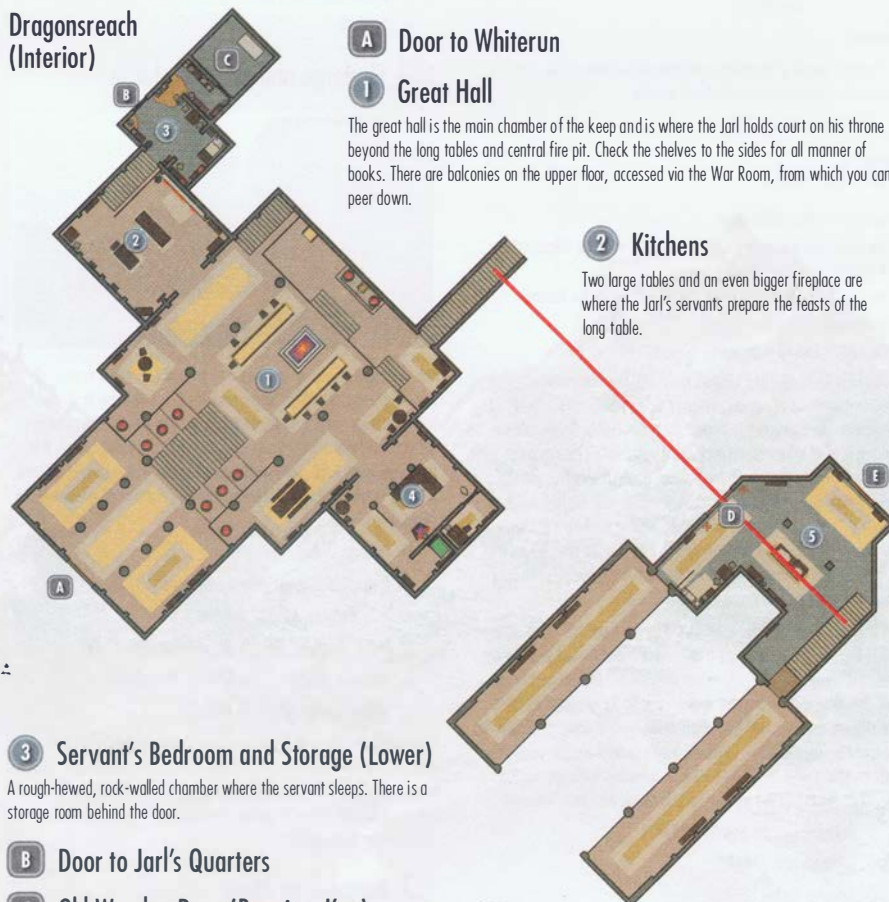 Dragonsreach
(Interior)
A Door to Whiterun
1 Great Hall
The great hall is the main chamber of the keep and is where the Jarl holds court on his throne
beyond the long tables and central fire pit. Check the shelves to the sides for all manner of
books. There are balconies on the upper floor, accessed via the War Room, from which you can
peer down.
2 Kitchens
Two large tables and an even bigger fireplace are
where the Jarl's servants prepare the feasts of the
long table.
C
B
3
2
1
4
A
D
E
5
3 Servant's Bedroom and Storage (Lower)
A rough-hewed, rock-walled chamber where the servant sleeps. There is a
storage room behind the door.
B Door to Jarl's Quarters
Old Wooden Door (Requires Key)